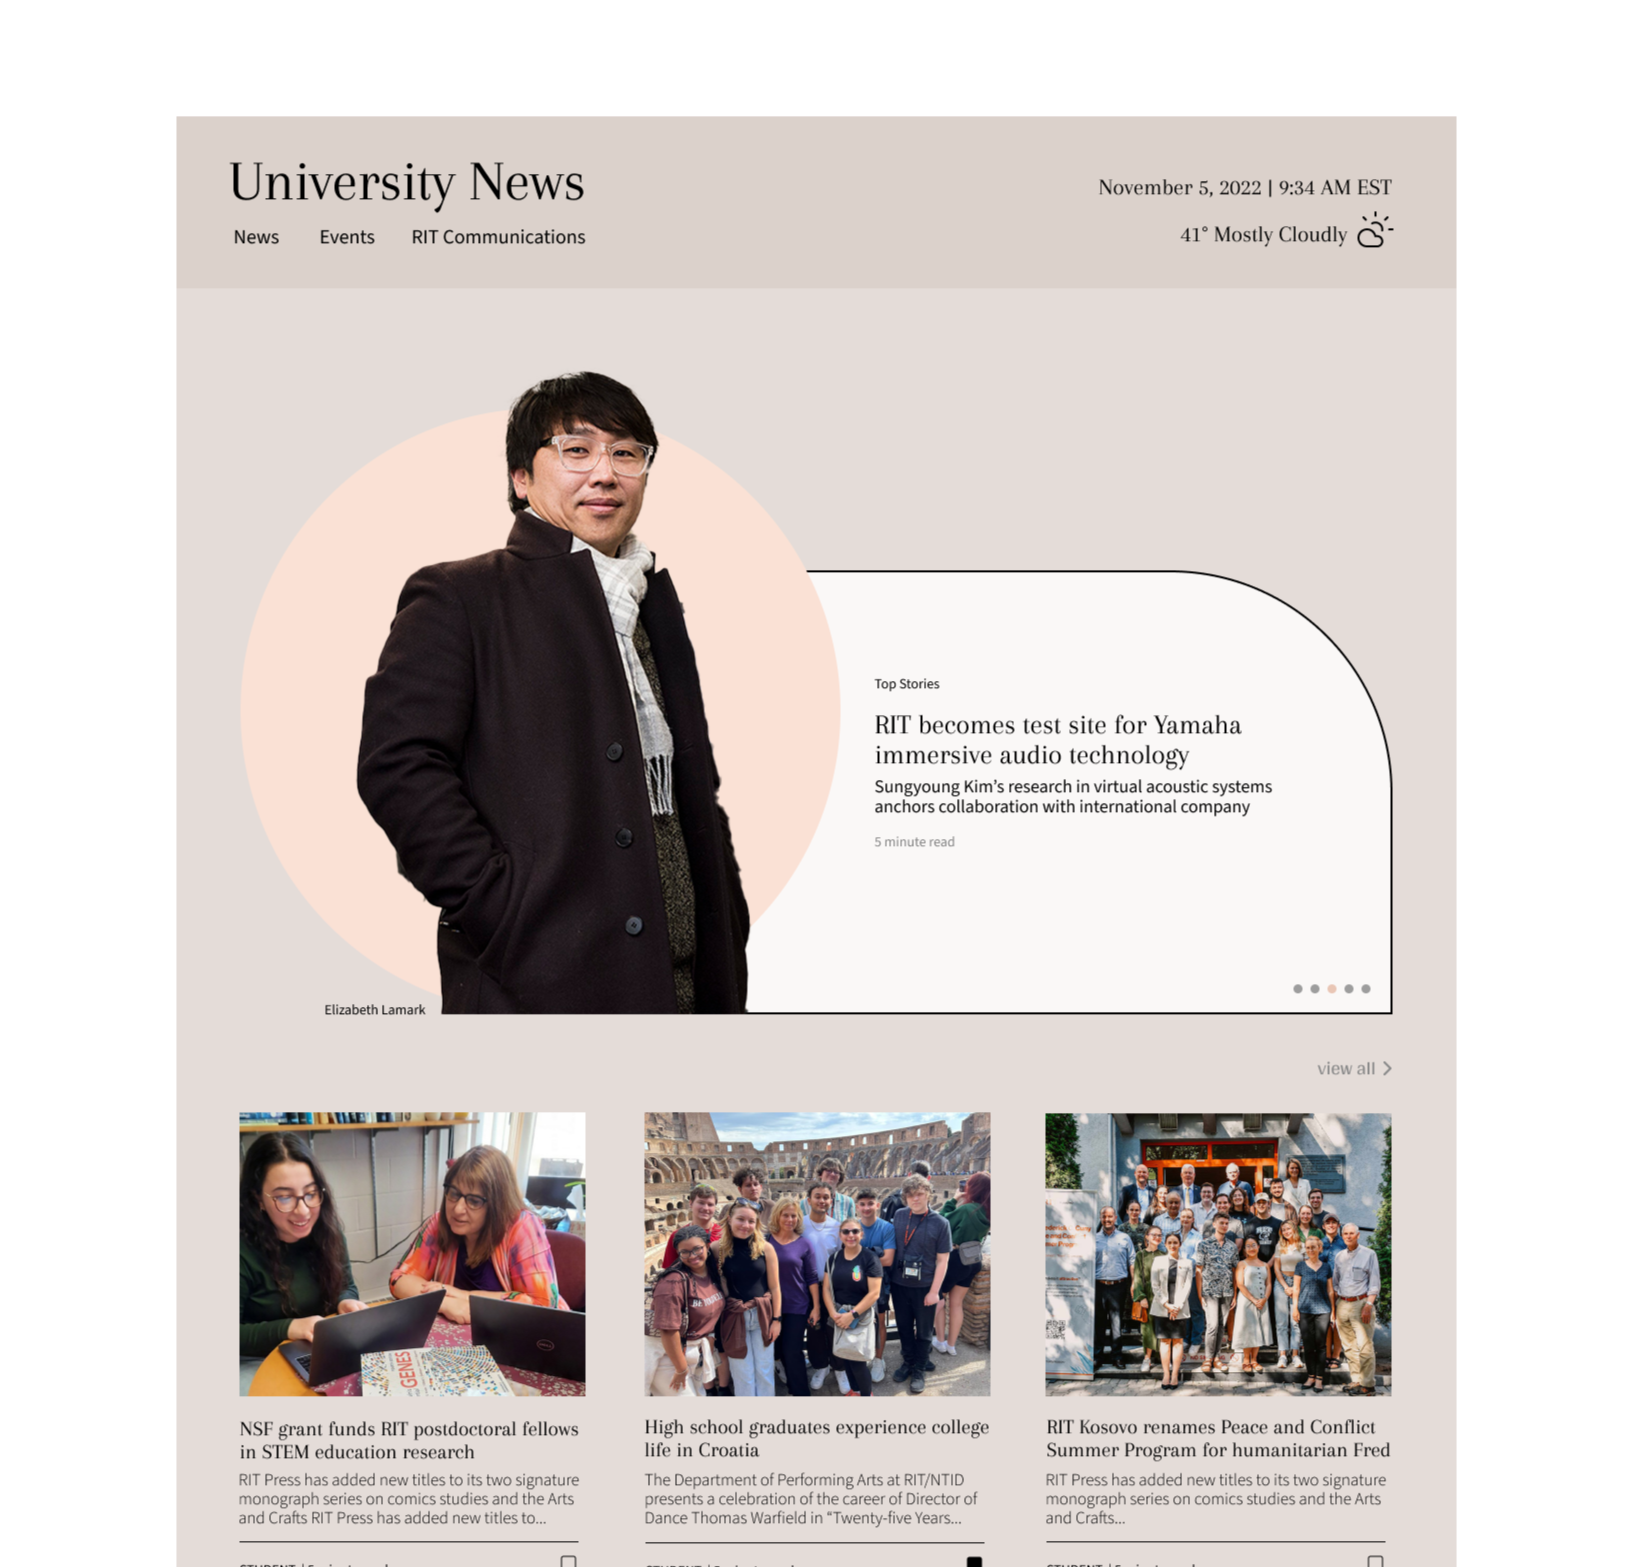 University News
News Events RIT Communications
November 5, 2022 | 9:34 AM EST
41° Mostly Cloudly
Top Stories
RIT becomes test site for Yamaha
immersive audio technology
Sungyoung Kim’s research in virtual acoustic systems
anchors collaboration with international company
5 minute read
Elizabeth Lamark
view all
GENES
NSF grant funds RIT postdoctoral fellows
in STEM education research
RIT Press has added new titles to its two signature
monograph series on comics studies and the Arts
and Crafts RIT Press has added new titles to...
High school graduates experience college
life in Croatia
The Department of Performing Arts at RIT/NTID
presents a celebration of the career of Director of
Dance Thomas Warfield in “Twenty-five Years...
RIT Kosovo renames Peace and Conflict
Summer Program for humanitarian Fred
RIT Press has added new titles to its two signature
monograph series on comics studies and the Arts
and Crafts...